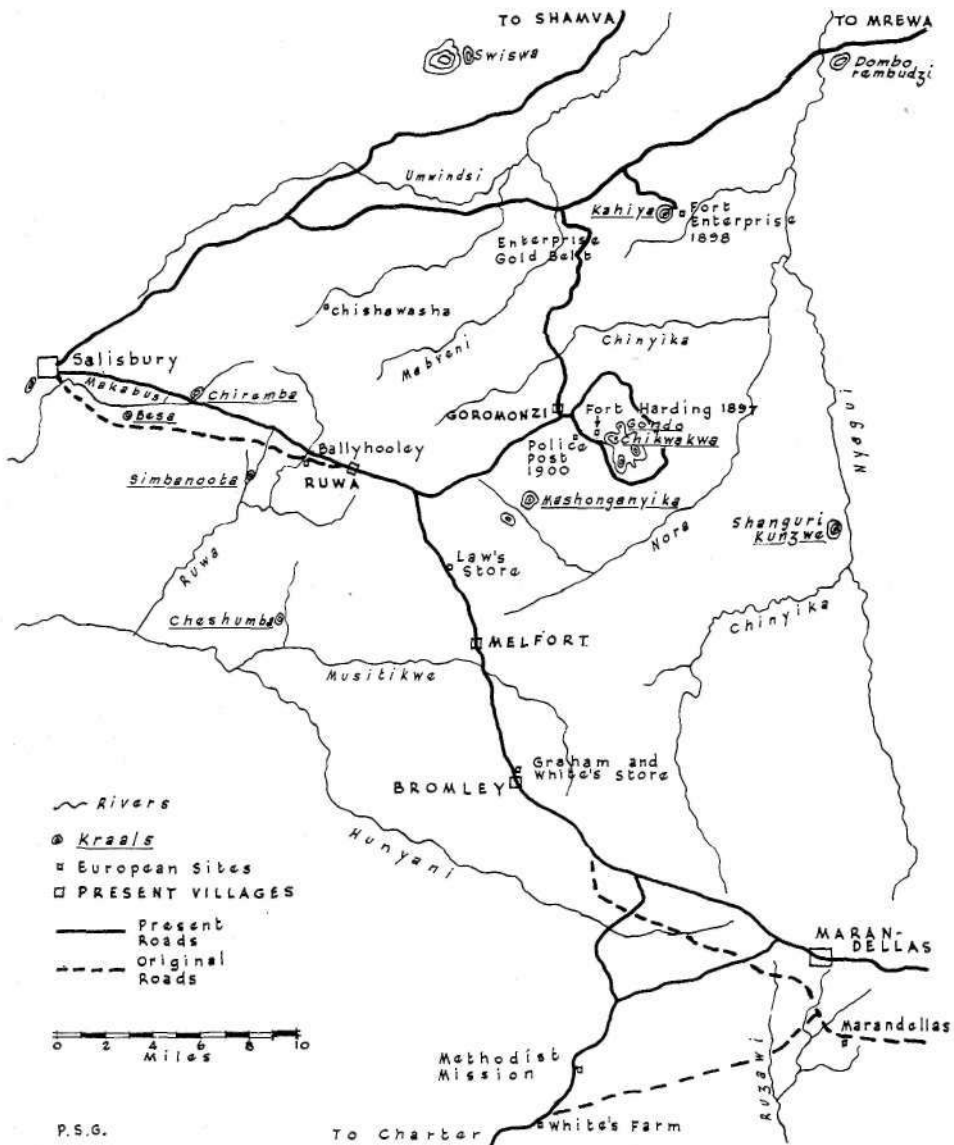 TO SHAMVA
TO MREWA
Swiswa
Dombo
rembudzi
Umwindsi
Kahiya
Fort
Enterprise
1898
Enterprise
Gold Belt
Chishawasha
Chinyika
Mabveni
Salisbury
Makabusi
Chiremba
Besa
GOROMONZI
Fort Harding 1897
Gondo
Chikwakwa
Police
Post
1900
Ballyhooley
RUWA
Simbanoota
Mashonganyika
Nyagui
Shanguri
Kunzwe
Nora
Law's
Store
Ruwa
Cheshumba
Chinyika
MELFORT
Musitikwe
Graham and
White's Store
BROMLEY
Hunyani
Rivers
Kraals
European Sites
PRESENT VILLAGES
Present
Roads
Original
Roads
0 2 4 6 8 10
Miles
MARAN-
DELLAS
Marandellas
Ruzawi
Methodist
Mission
White's Farm
To Charter
P.S.G.